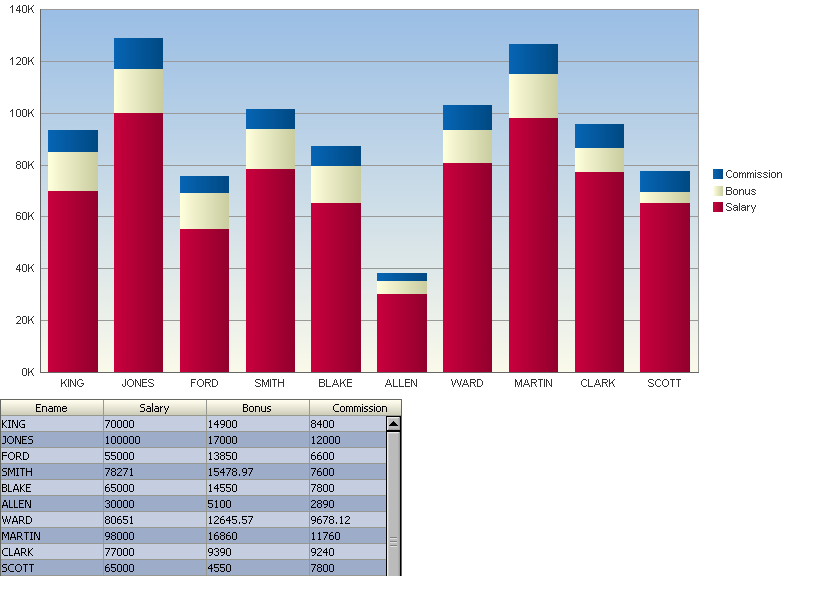 140K
120K
100K
80K
60K
40K
20K
0K
KING JONES FORD SMITH BLAKE ALLEN WARD MARTIN CLARK SCOTT
Commission
Bonus
Salary
Ename Salary Bonus Commission
KING 70000 14900 8400
JONES 100000 17000 12000
FORD 55000 13850 6600
SMITH 78271 15478.97 7600
BLAKE 65000 14550 7800
ALLEN 30000 5100 2890
WARD 80651 12645.57 9678.12
MARTIN 98000 16860 11760
CLARK 77000 9390 9240
SCOTT 65000 4550 7800